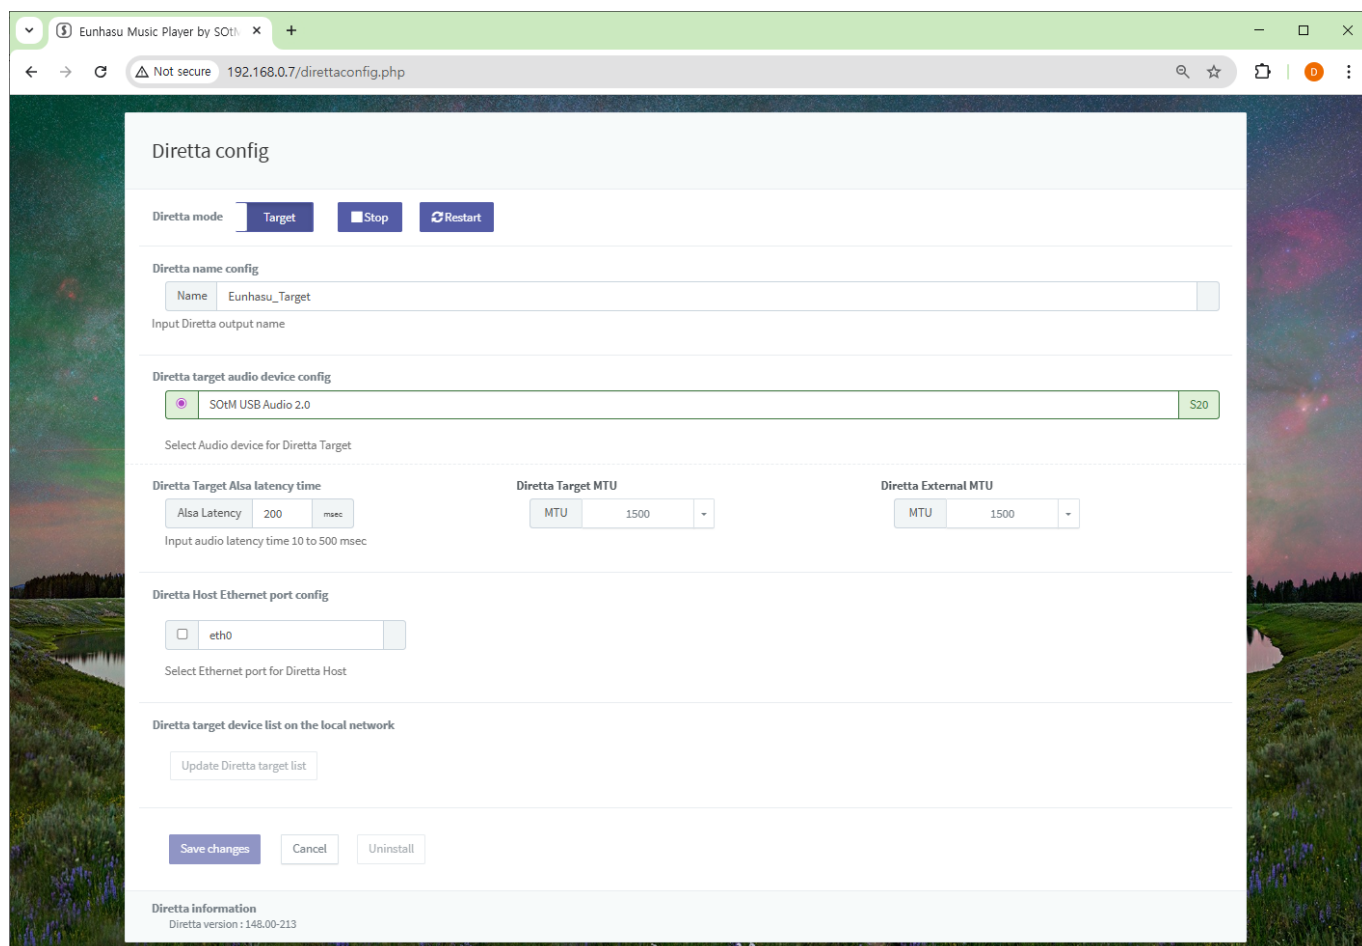 Eunhasu Music Player by SOtM
Not secure 192.168.0.7/direttaconfig.php
D
Diretta config
Diretta mode Target Stop Restart
Diretta name config
Name Eunhasu_Target
Input Diretta output name
Diretta target audio device config
SOtM USB Audio 2.0 S20
Select Audio device for Diretta Target
Diretta Target Alsa latency time Diretta Target MTU Diretta External MTU
Alsa Latency 200 msec MTU 1500 MTU 1500
Input audio latency time 10 to 500 msec
Diretta Host Ethernet port config
eth0
Select Ethernet port for Diretta Host
Diretta target device list on the local network
Update Diretta target list
Save changes Cancel Uninstall
Diretta information
Diretta version : 148.00-213